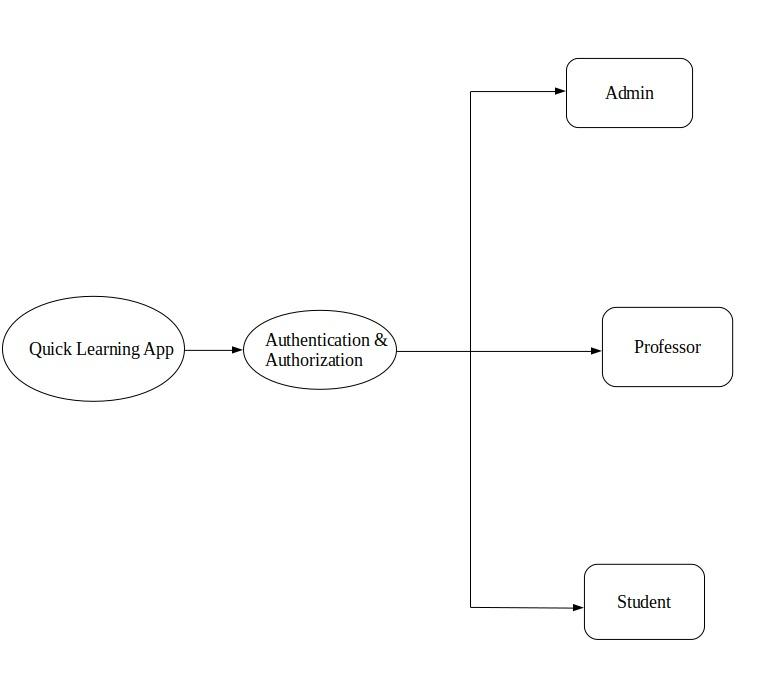 Admin
Quick Learning App
Authentication &
Authorization
Professor
Student